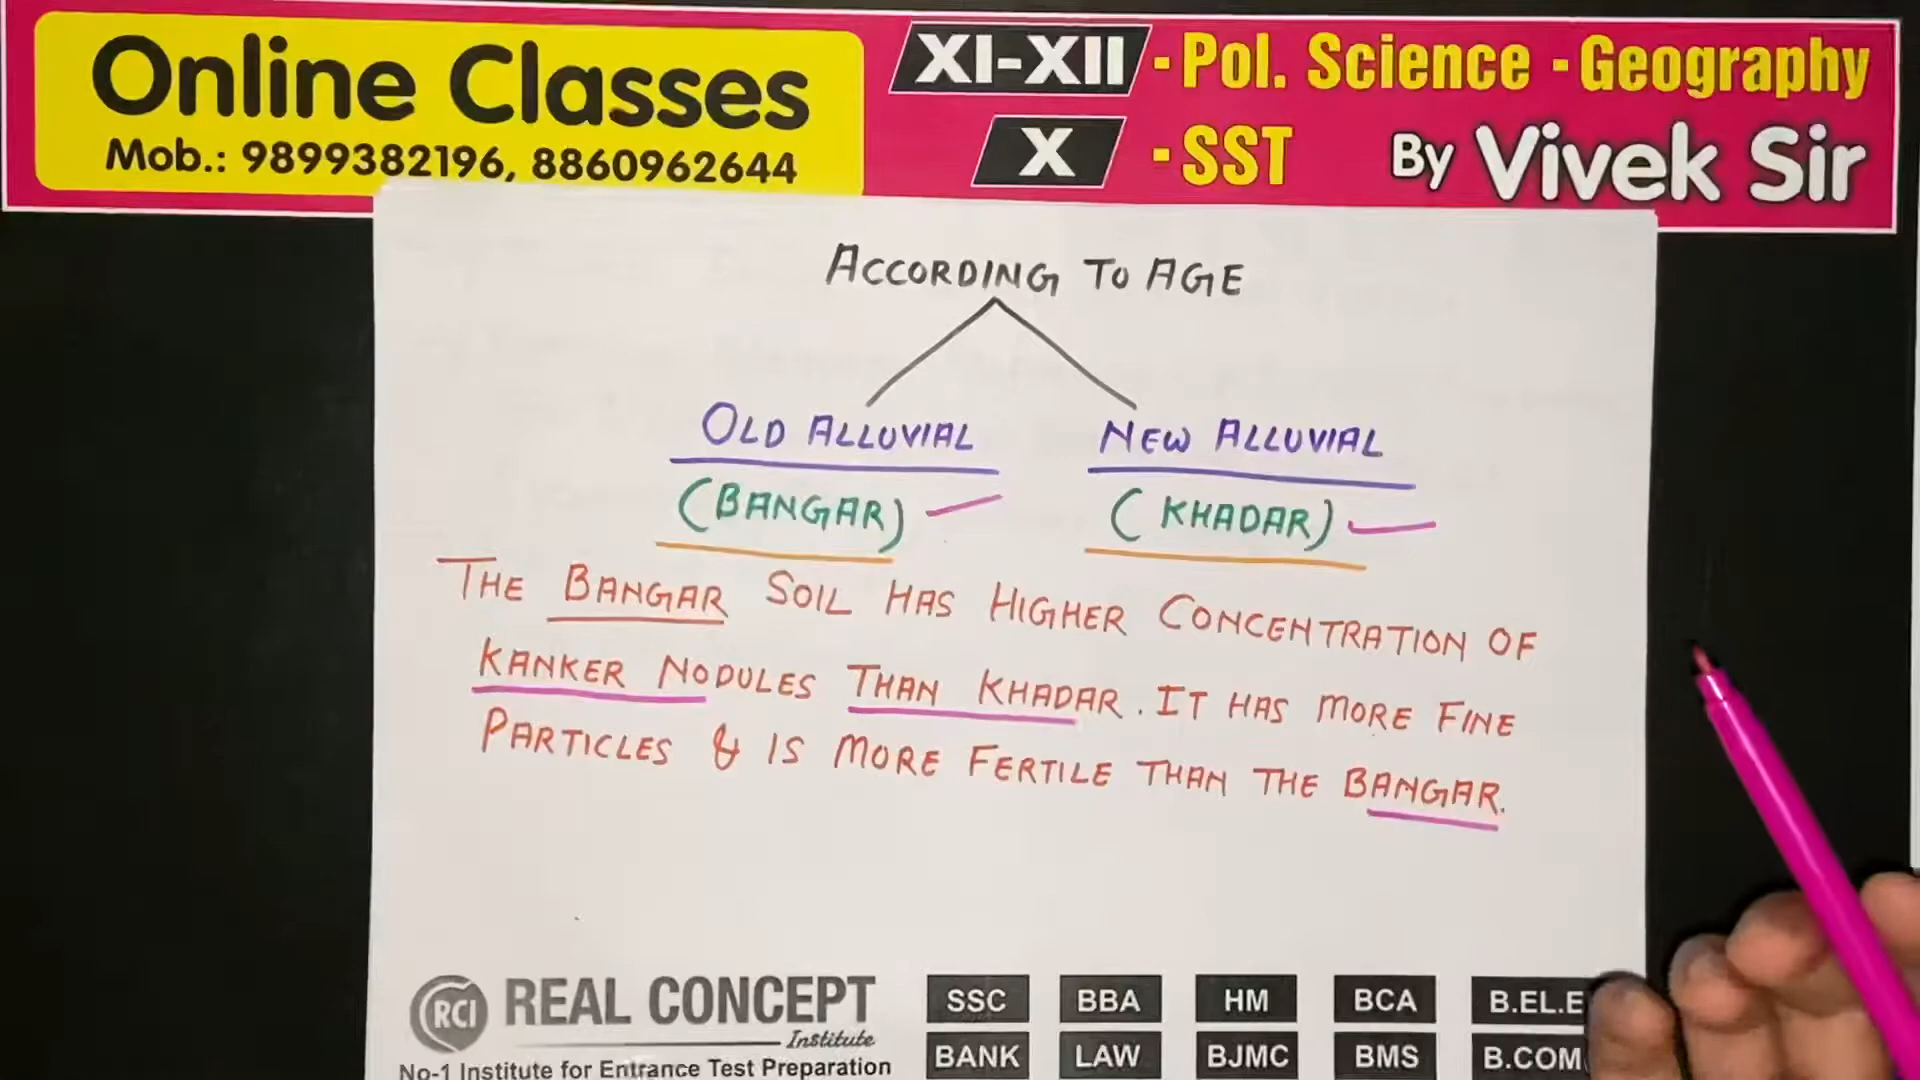 Online Classes
Mob.: 9899382196, 8860962644
XI-XII - Pol. Science - Geography
X - SST By Vivek Sir
ACCORDING TO AGE
OLD ALLUVIAL NEW ALLUVIAL
(BANGAR) (KHADAR)
THE BANGAR SOIL HAS HIGHER CONCENTRATION OF
KANKER NODULES THAN KHADAR. IT HAS MORE FINE
PARTICLES & IS MORE FERTILE THAN THE BANGAR.
RCI REAL CONCEPT
Institute
No-1 Institute for Entrance Test Preparation
SSC BBA HM BCA B.EL.E
BANK LAW BJMC BMS B.COM